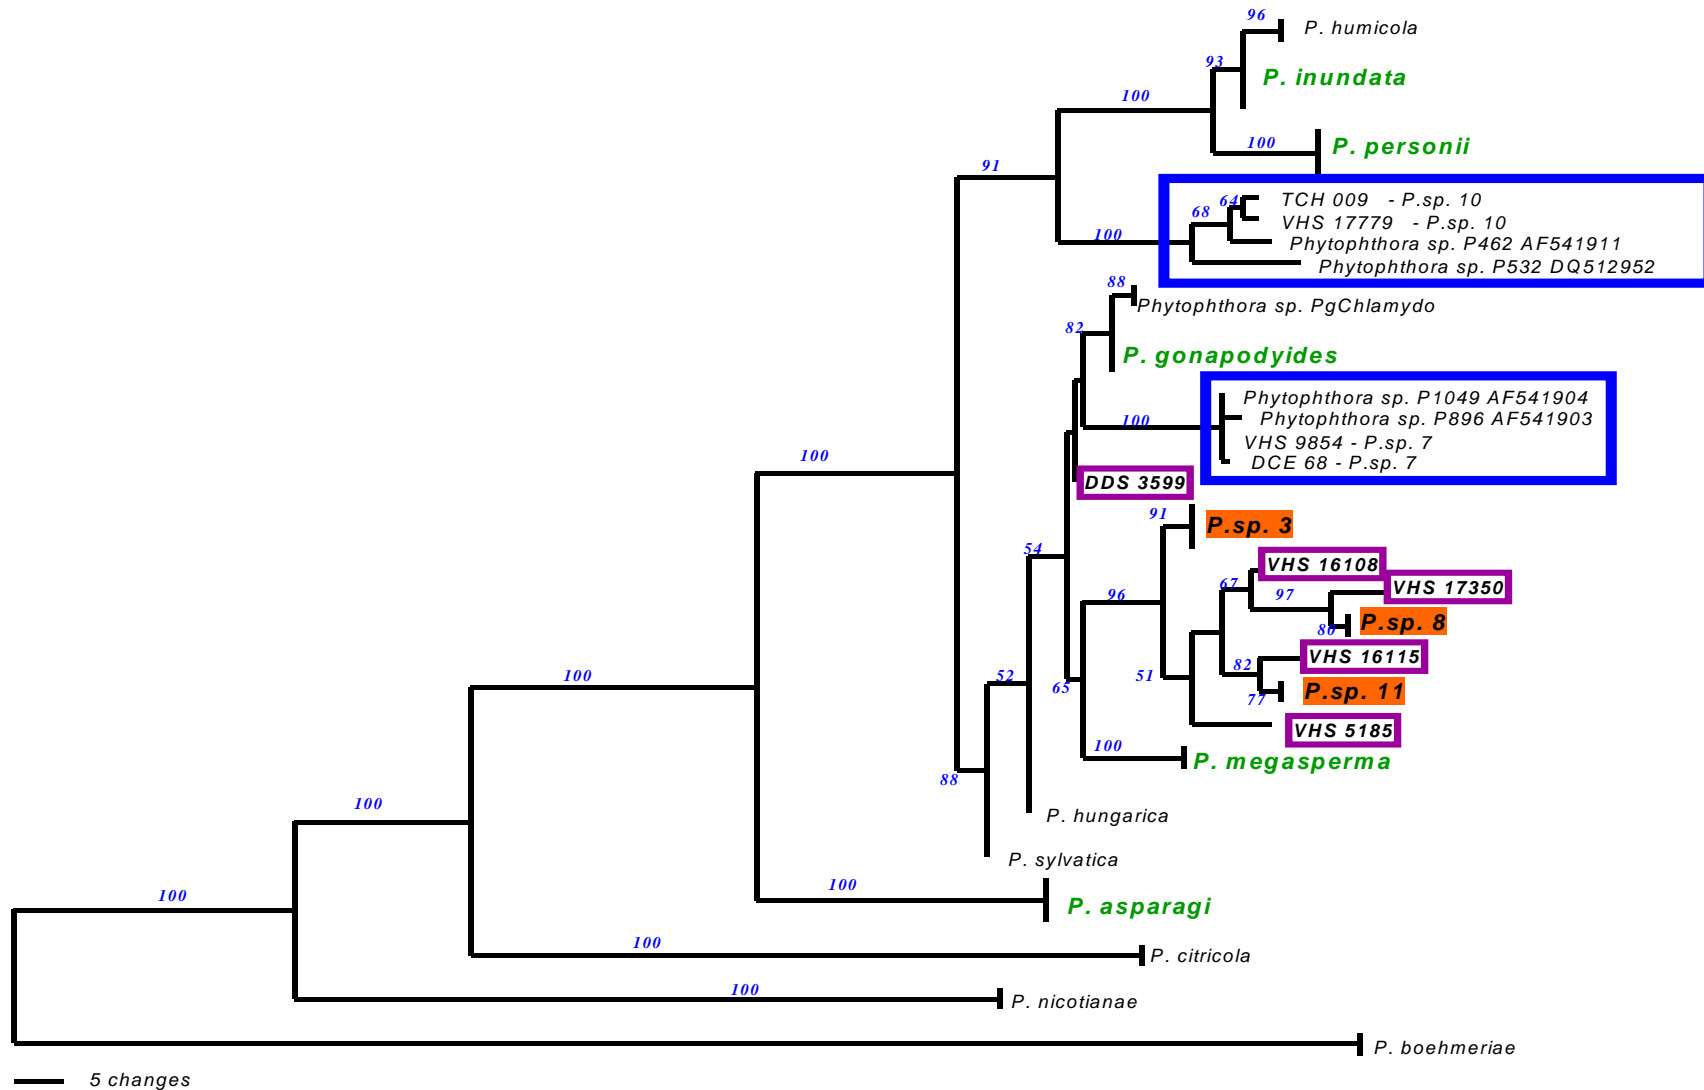 96
P. humicola
93
P. inundata
100
100
P. personii
91
TCH 009 - P.sp. 10
64
68
VHS 17779 - P.sp. 10
100
Phytophthora sp. P462 AF541911
Phytophthora sp. P532 DQ512952
88
Phytophthora sp. PgChlamydo
82
P. gonapodyides
Phytophthora sp. P1049 AF541904
100
Phytophthora sp. P896 AF541903
VHS 9854 - P.sp. 7
100
DCE 68 - P.sp. 7
DDS 3599
91
P.sp. 3
54
VHS 16108
67
VHS 17350
96
97
P.sp. 8
80
VHS 16115
82
51
100
52
65
77
P.sp. 11
VHS 5185
100
P. megasperma
88
100
P. hungarica
P. sylvatica
100
100
P. asparagi
100
P. citricola
100
P. nicotianae
P. boehmeriae
5 changes